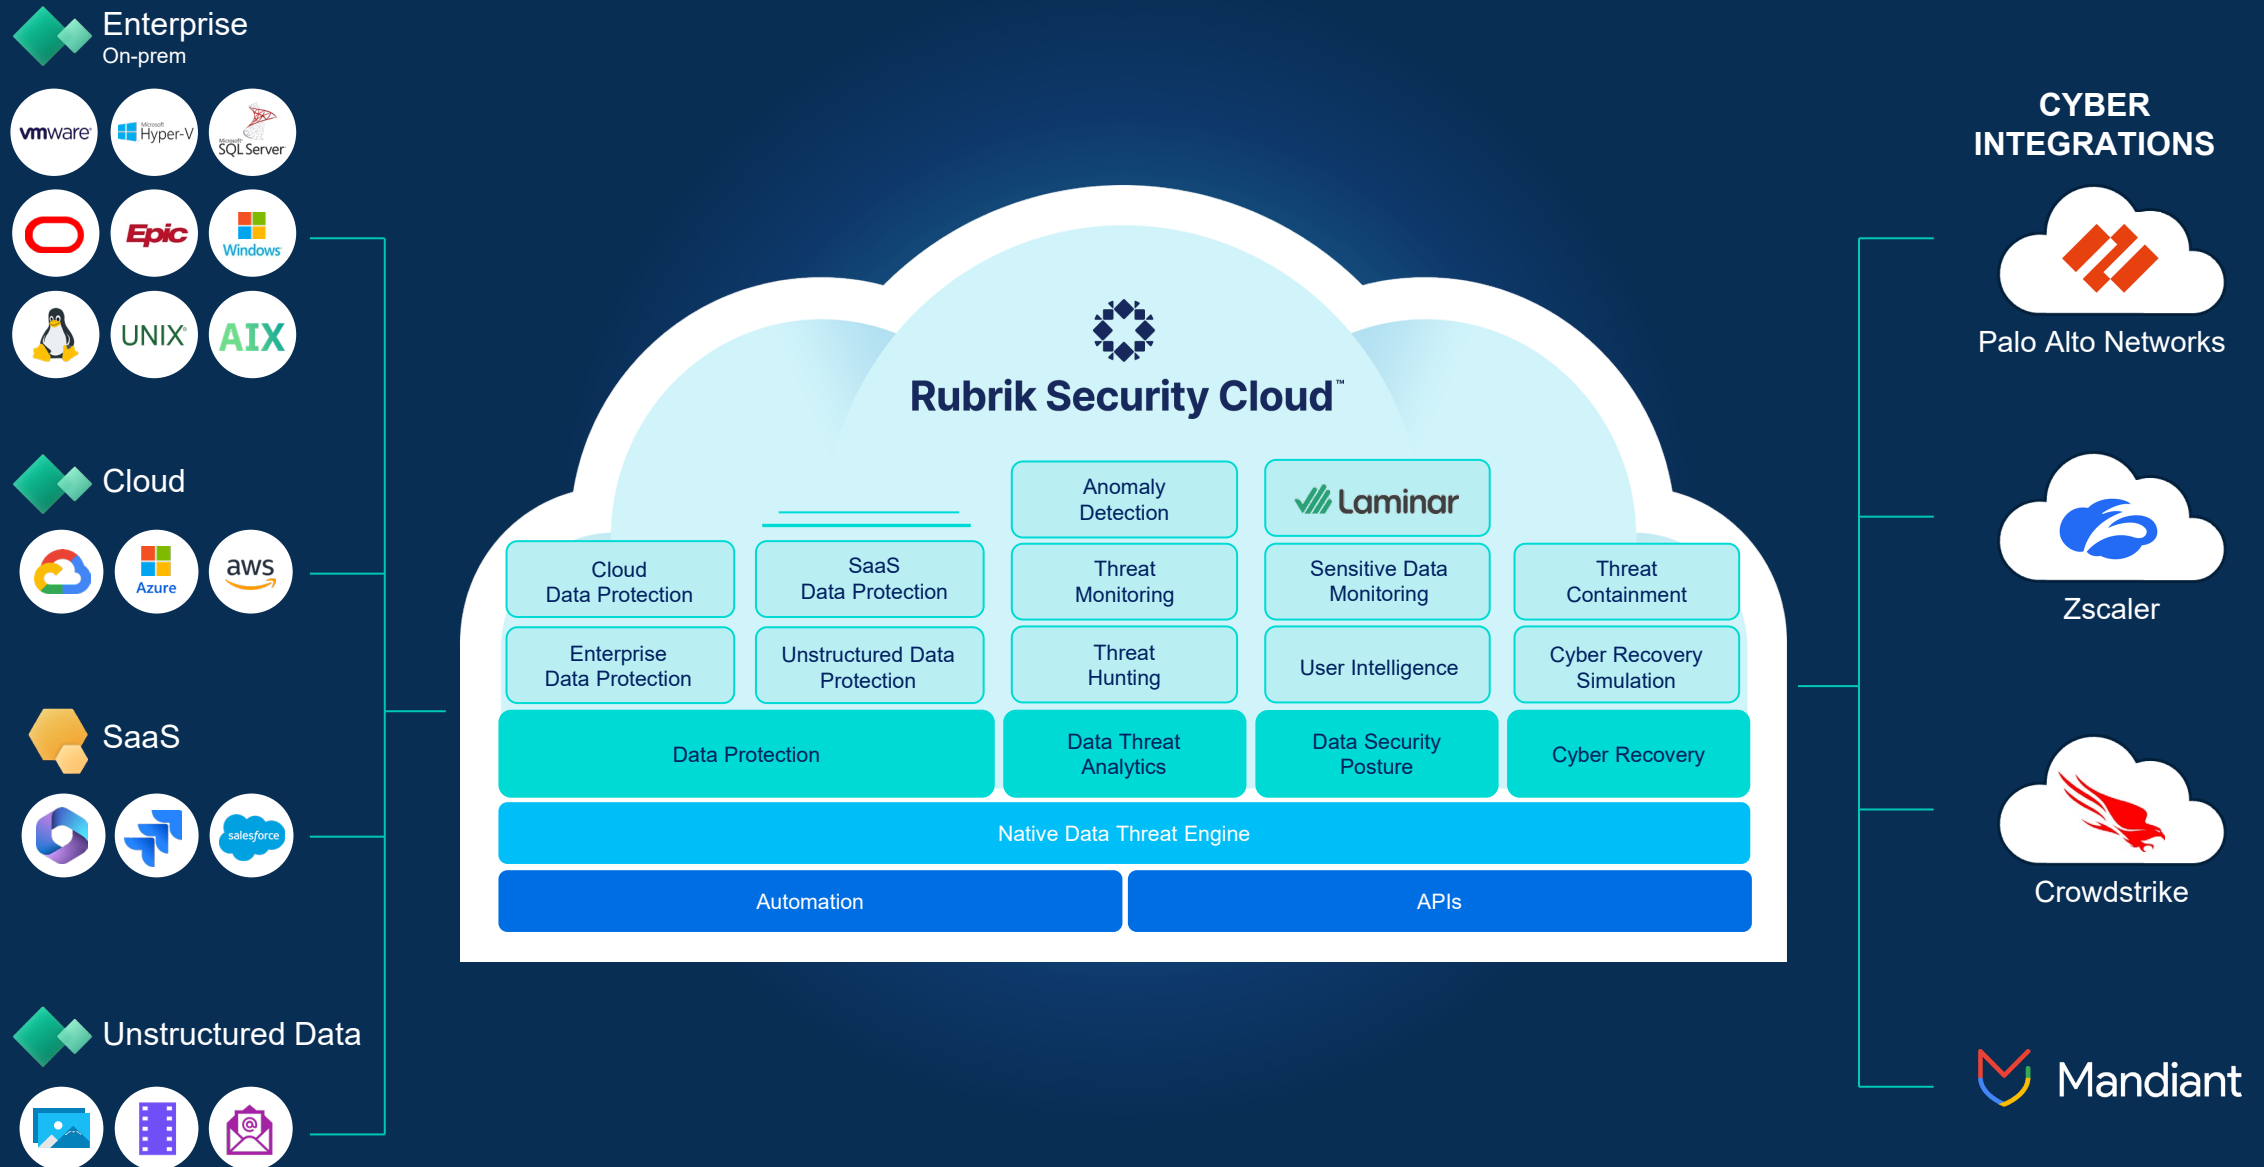 Enterprise
On-prem
vmware®
Microsoft
Hyper-V
Microsoft®
SQL Server
Epic
Windows
UNIX®
AIX
Cloud
Azure
aws
SaaS
salesforce
Unstructured Data
@
Rubrik Security Cloud™
Anomaly
Detection
Laminar
Cloud
Data Protection
SaaS
Data Protection
Threat
Monitoring
Sensitive Data
Monitoring
Threat
Containment
Enterprise
Data Protection
Unstructured Data
Protection
Threat
Hunting
User Intelligence
Cyber Recovery
Simulation
Data Protection
Data Threat
Analytics
Data Security
Posture
Cyber Recovery
Native Data Threat Engine
Automation
APIs
CYBER
INTEGRATIONS
Palo Alto Networks
Zscaler
Crowdstrike
Mandiant